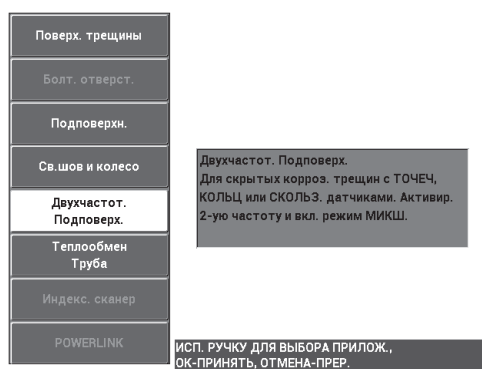 Поверх. трещины
Болт. отверст.
Подповерхн.
Св.шов и колесо
Двухчастот.
Подповерх.
Теплообмен
Труба
Индекс. сканер
POWERLINK
Двухчастот. Подповерх.
Для скрытых корроз. трещин с ТОЧЕЧ,
КОЛЬЦ или СКОЛЬЗ. датчиками. Активир.
2-ую частоту и вкл. режим МИКШ.
ИСП. РУЧКУ ДЛЯ ВЫБОРА ПРИЛОЖ.,
ОК-ПРИНЯТЬ, ОТМЕНА-ПРЕР.